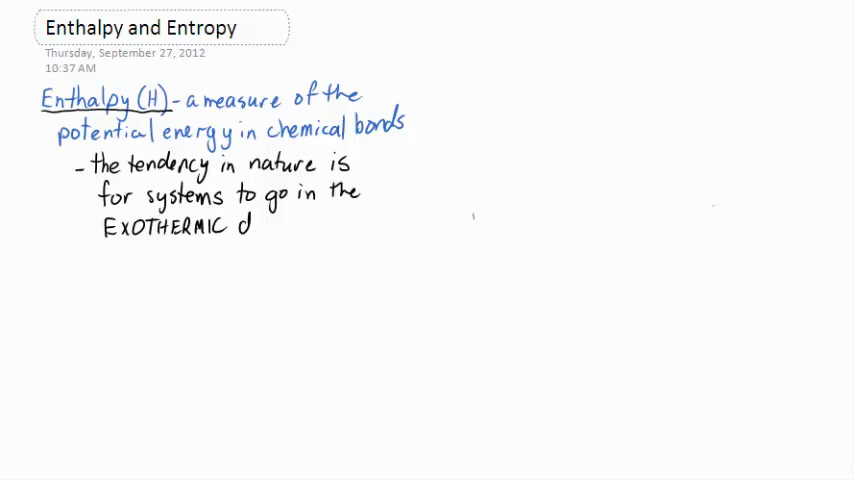 Enthalpy and Entropy
Thursday, September 27, 2012
10:37 AM
Enthalpy (H) - a measure of the
potential energy in chemical bonds
- the tendency in nature is
for systems to go in the
EXOTHERMIC d